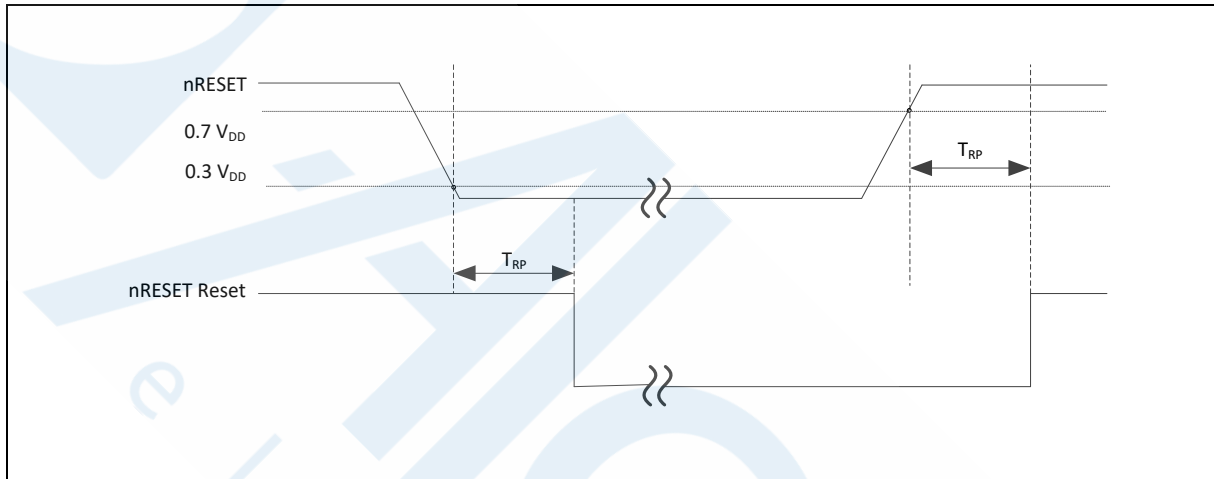 nRESET
0.7 VDD
0.3 VDD
TRP
TRP
nRESET Reset